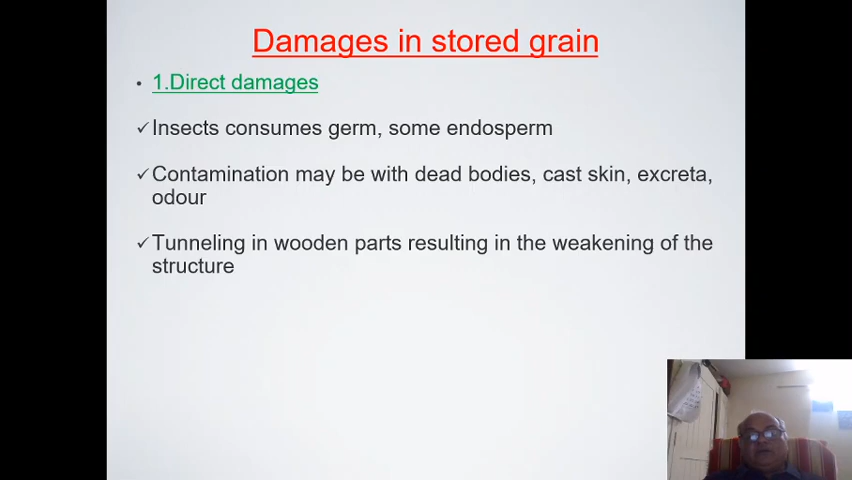 Damages in stored grain
• 1.Direct damages
✓Insects consumes germ, some endosperm
✓Contamination may be with dead bodies, cast skin, excreta,
odour
✓Tunneling in wooden parts resulting in the weakening of the
structure